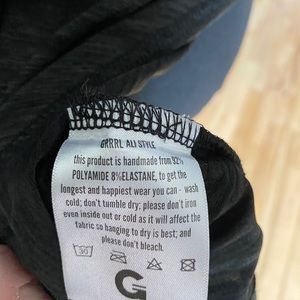 GRRRL ALI STYLE
this product is handmade from 92%
POLYAMIDE 8%ELASTANE, to get the
longest and happiest wear you can - wash
cold; don't tumble dry; please don't iron
even inside out or cold as it will affect the
fabric so hanging to dry is best; and
please don't bleach.
30
G